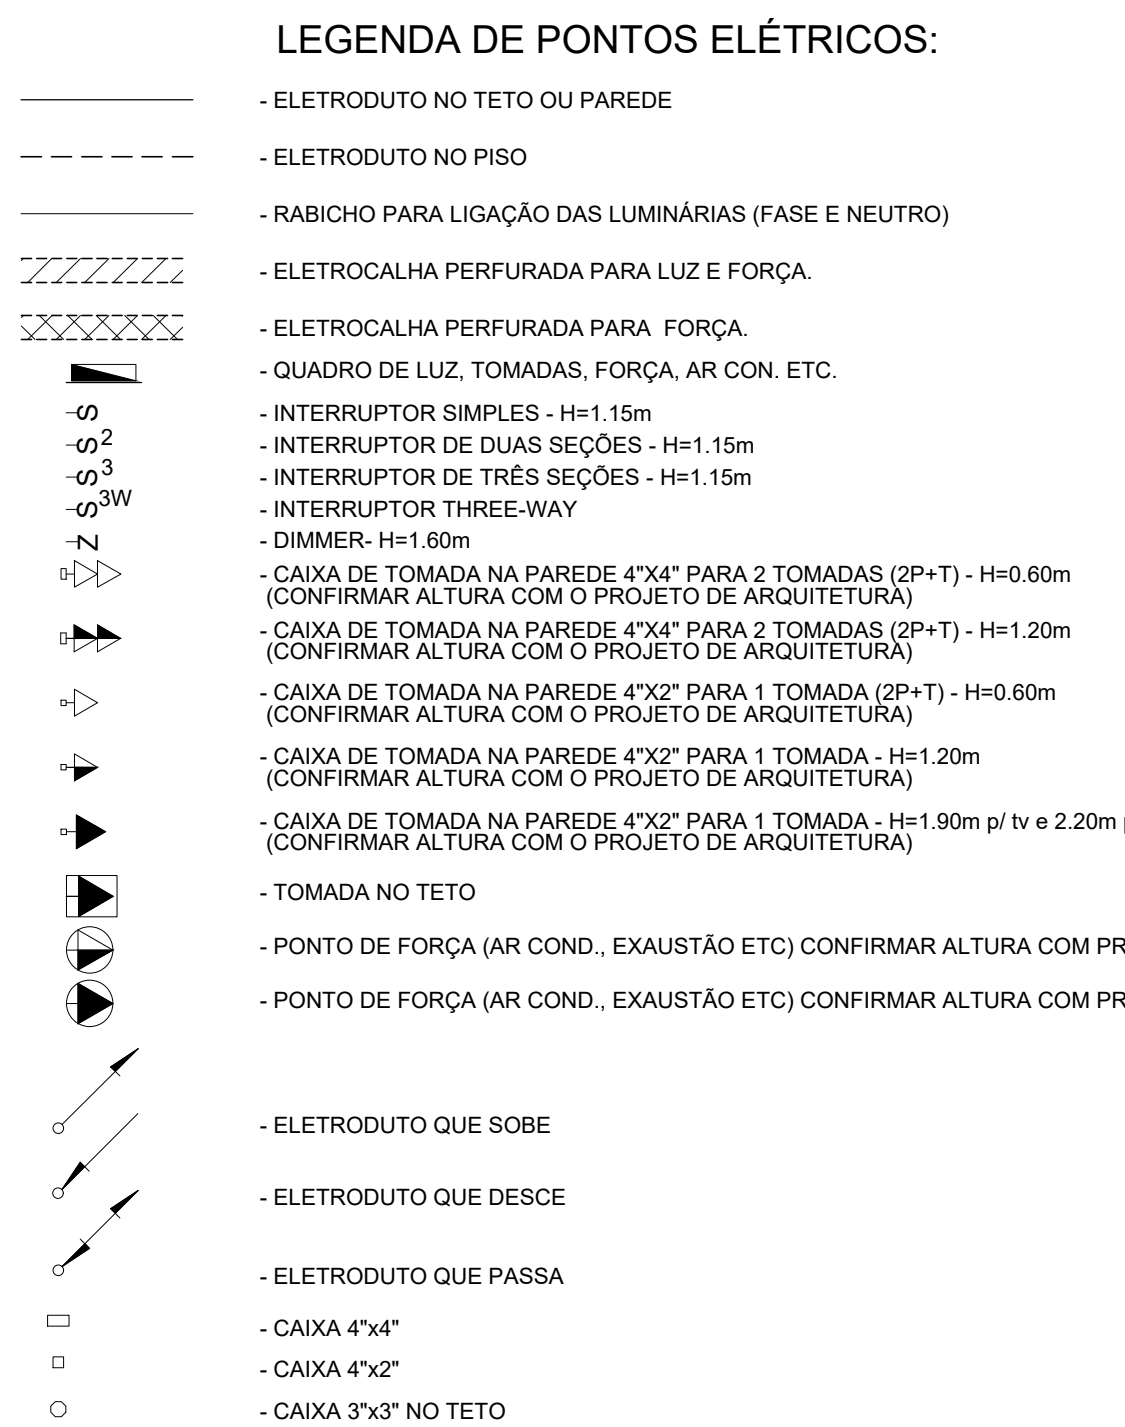 LEGENDA DE PONTOS ELÉTRICOS:
- ELETRODUTO NO TETO OU PAREDE
- ELETRODUTO NO PISO
- RABICHO PARA LIGAÇÃO DAS LUMINÁRIAS (FASE E NEUTRO)
- ELETROCALHA PERFURADA PARA LUZ E FORÇA.
- ELETROCALHA PERFURADA PARA  FORÇA.
- QUADRO DE LUZ, TOMADAS, FORÇA, AR CON. ETC.
S - INTERRUPTOR SIMPLES - H=1.15m
S2 - INTERRUPTOR DE DUAS SEÇÕES - H=1.15m
S3 - INTERRUPTOR DE TRÊS SEÇÕES - H=1.15m
S3W - INTERRUPTOR THREE-WAY
Z - DIMMER- H=1.60m
- CAIXA DE TOMADA NA PAREDE 4"X4" PARA 2 TOMADAS (2P+T) - H=0.60m
(CONFIRMAR ALTURA COM O PROJETO DE ARQUITETURA)
- CAIXA DE TOMADA NA PAREDE 4"X4" PARA 2 TOMADAS (2P+T) - H=1.20m
(CONFIRMAR ALTURA COM O PROJETO DE ARQUITETURA)
- CAIXA DE TOMADA NA PAREDE 4"X2" PARA 1 TOMADA (2P+T) - H=0.60m
(CONFIRMAR ALTURA COM O PROJETO DE ARQUITETURA)
- CAIXA DE TOMADA NA PAREDE 4"X2" PARA 1 TOMADA - H=1.20m
(CONFIRMAR ALTURA COM O PROJETO DE ARQUITETURA)
- CAIXA DE TOMADA NA PAREDE 4"X2" PARA 1 TOMADA - H=1.90m p/ tv e 2.20m
(CONFIRMAR ALTURA COM O PROJETO DE ARQUITETURA)
- TOMADA NO TETO
- PONTO DE FORÇA (AR COND., EXAUSTÃO ETC) CONFIRMAR ALTURA COM PR
- PONTO DE FORÇA (AR COND., EXAUSTÃO ETC) CONFIRMAR ALTURA COM PR
- ELETRODUTO QUE SOBE
- ELETRODUTO QUE DESCE
- ELETRODUTO QUE PASSA
- CAIXA 4"x4"
- CAIXA 4"x2"
- CAIXA 3"x3" NO TETO